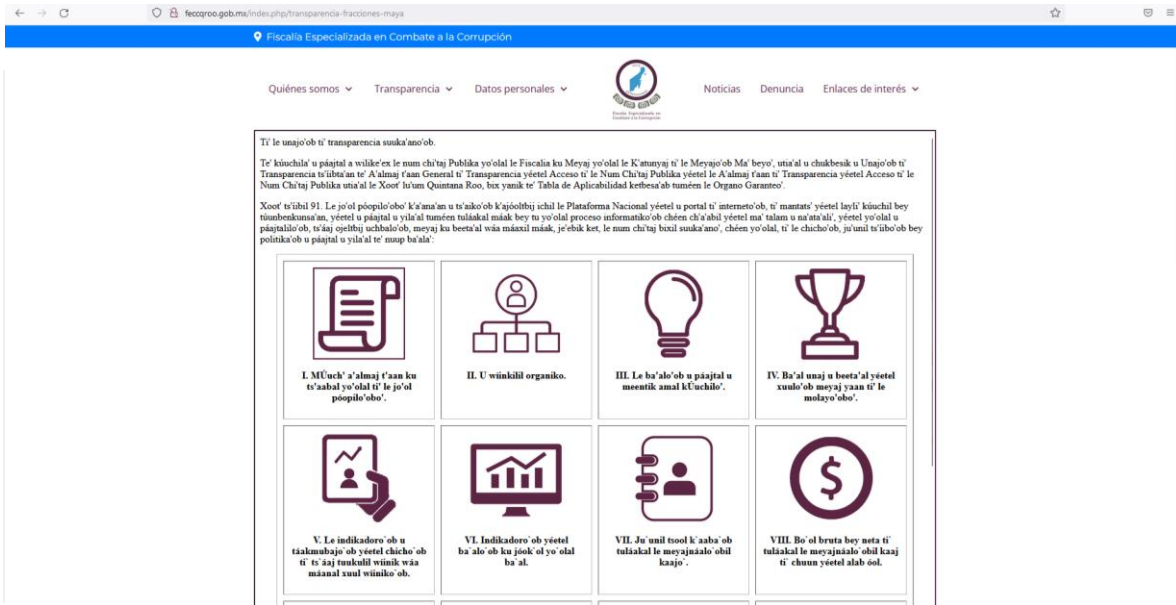 feccqroo.gob.mx/index.php/transparencia-fracciones-maya
Fiscalía Especializada en Combate a la Corrupción
Quiénes somos
Transparencia
Datos personales
Fiscalía Especializada en
Combate a la Corrupción
Noticias
Denuncia
Enlaces de interés
Ti' le unajo'ob ti' transparencia suuka'ano'ob.
Te' kúuchila' u páajtal a wilike'ex le num chi'taj Publika yo'olal le Fiscalia ku Meyaj yo'olal le K'atunyaj ti' le Meyajo'ob Ma' beyo', utia'al u chukbesik u Unajo'ob ti'
Transparencia ts'iibta'an te' A'almaj t'aan General ti' Transparencia yéetel Acceso ti' le Num Chi'taj Publika yéetel le A'almaj t'aan ti' Transparencia yéetel Acceso ti' le
Num Chi'taj Publika utia'al le Xoot' lu'um Quintana Roo, bix yanik te' Tabla de Aplicabilidad ketbesa'ab tuméen le Organo Garanteo'.
Xoot' ts'iibil 91. Le jo'ol póopilo'obo' k'a'ana'an u ts'aiko'ob k'ajóoltbij ichil le Plataforma Nacional yéetel u portal ti' interneto'ob, ti' mantats' yéetel layli' kúuchil bey
túunbenkunsa'an, yéetel u páajtal u yila'al tuméen tuláakal máak bey tu yo'olal proceso informatiko'ob chéen ch'a'abil yéetel ma' talam u na'ata'ali', yéetel yo'olal u
páajtalilo'ob, ts'áaj ojeltbij uchbalo'ob, meyaj ku beeta'al wáa máaxil máak, je'ebik ket, le num chi'taj bixil suuka'ano', chéen yo'olal, ti' le chicho'ob, ju'unil ts'iibo'ob bey
politika'ob u páajtal u yila'al te' nuup ba'ala':
I. MÚuch' a'almaj t'aan ku
ts'aabal yo'olal ti' le jo'ol
póopilo'obo'.
II. U wíinkilil organiko.
III. Le ba'alo'ob u páajtal u
meentik amal kÚuchilo'.
IV. Ba'al unaj u beeta'al yéetel
xuulo'ob meyaj yaan ti' le
molayo'obo'.
V. Le indikadoro`ob u
táakmubajo`ob yéetel chicho`ob
ti` ts`áaj tuukulil wíinik wáa
máanal xuul wíiniko`ob.
VI. Indikadoro`ob yéetel
ba`alo`ob ku jóok`ol yo`olal
ba`al.
VII. Ju`unil tsool k`aaba`ob
tuláakal le meyajnáalo`obil
kaajo`.
VIII. Bo`ol bruta bey neta ti`
tuláakal le meyajnáalo`obil kaaj
ti` chuun yéetel alab óol.